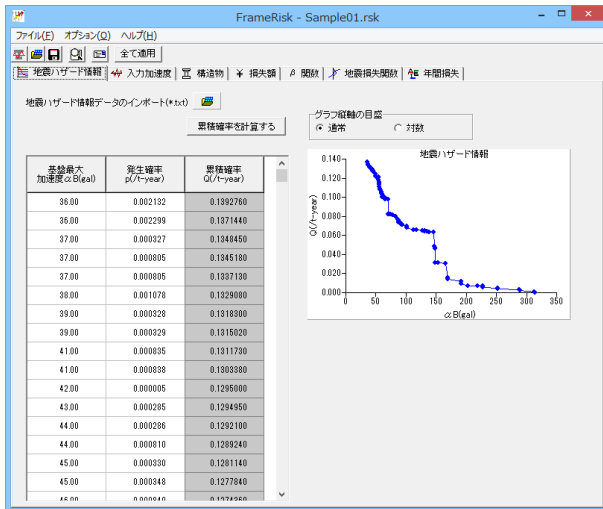 FrameRisk - Sample01.rsk
ファイル(F) オプション(O) ヘルプ(H)
全て適用
地震ハザード情報 入力加速度 構造物 ¥ 損失額 β 関数 地震損失関数 年間損失
地震ハザード情報データのインポート(*.txt)
累積確率を計算する
グラフ縦軸の目盛
通常 対数
基盤最大 加速度αB(gal) 発生確率 p(/t-year) 累積確率 Q(/t-year)
36.00 0.002132 0.1392760
36.00 0.002299 0.1371440
37.00 0.000327 0.1348450
37.00 0.000805 0.1345180
37.00 0.000805 0.1337130
38.00 0.001078 0.1329080
39.00 0.000328 0.1318300
39.00 0.000329 0.1315020
41.00 0.000835 0.1311730
41.00 0.000838 0.1303380
42.00 0.000005 0.1295000
43.00 0.000285 0.1294950
44.00 0.000286 0.1292100
44.00 0.000810 0.1289240
45.00 0.000330 0.1281140
45.00 0.000348 0.1277840
地震ハザード情報
Q(/t-year)
0.140
0.120
0.100
0.080
0.060
0.040
0.020
0.000
0 50 100 150 200 250 300 350
αB(gal)